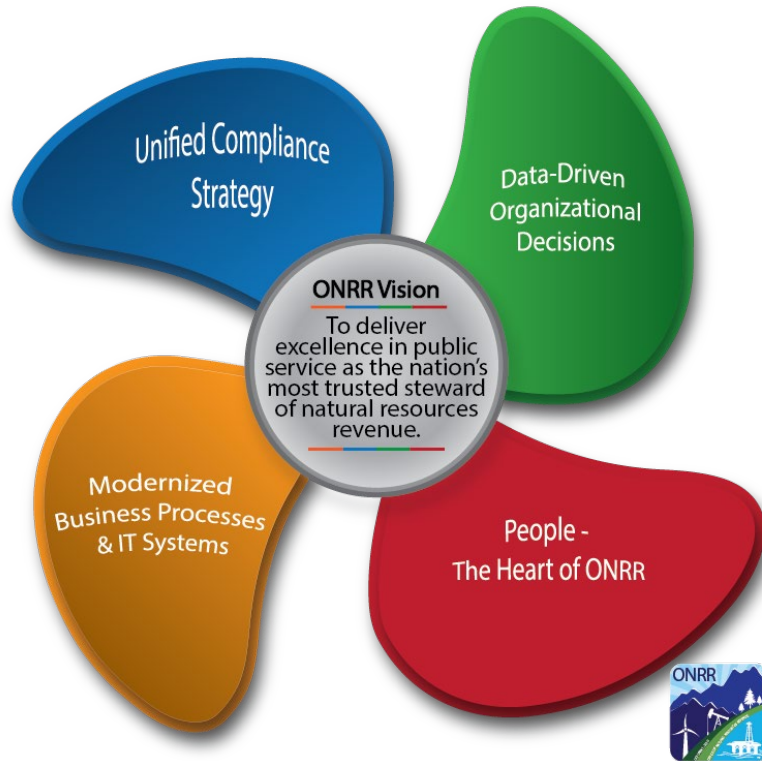 Unified Compliance
Strategy
Data-Driven
Organizational
Decisions
ONRR Vision
To deliver
excellence in public
service as the nation's
most trusted steward
of natural resources
revenue.
Modernized
Business Processes
& IT Systems
People -
The Heart of ONRR
ONRR